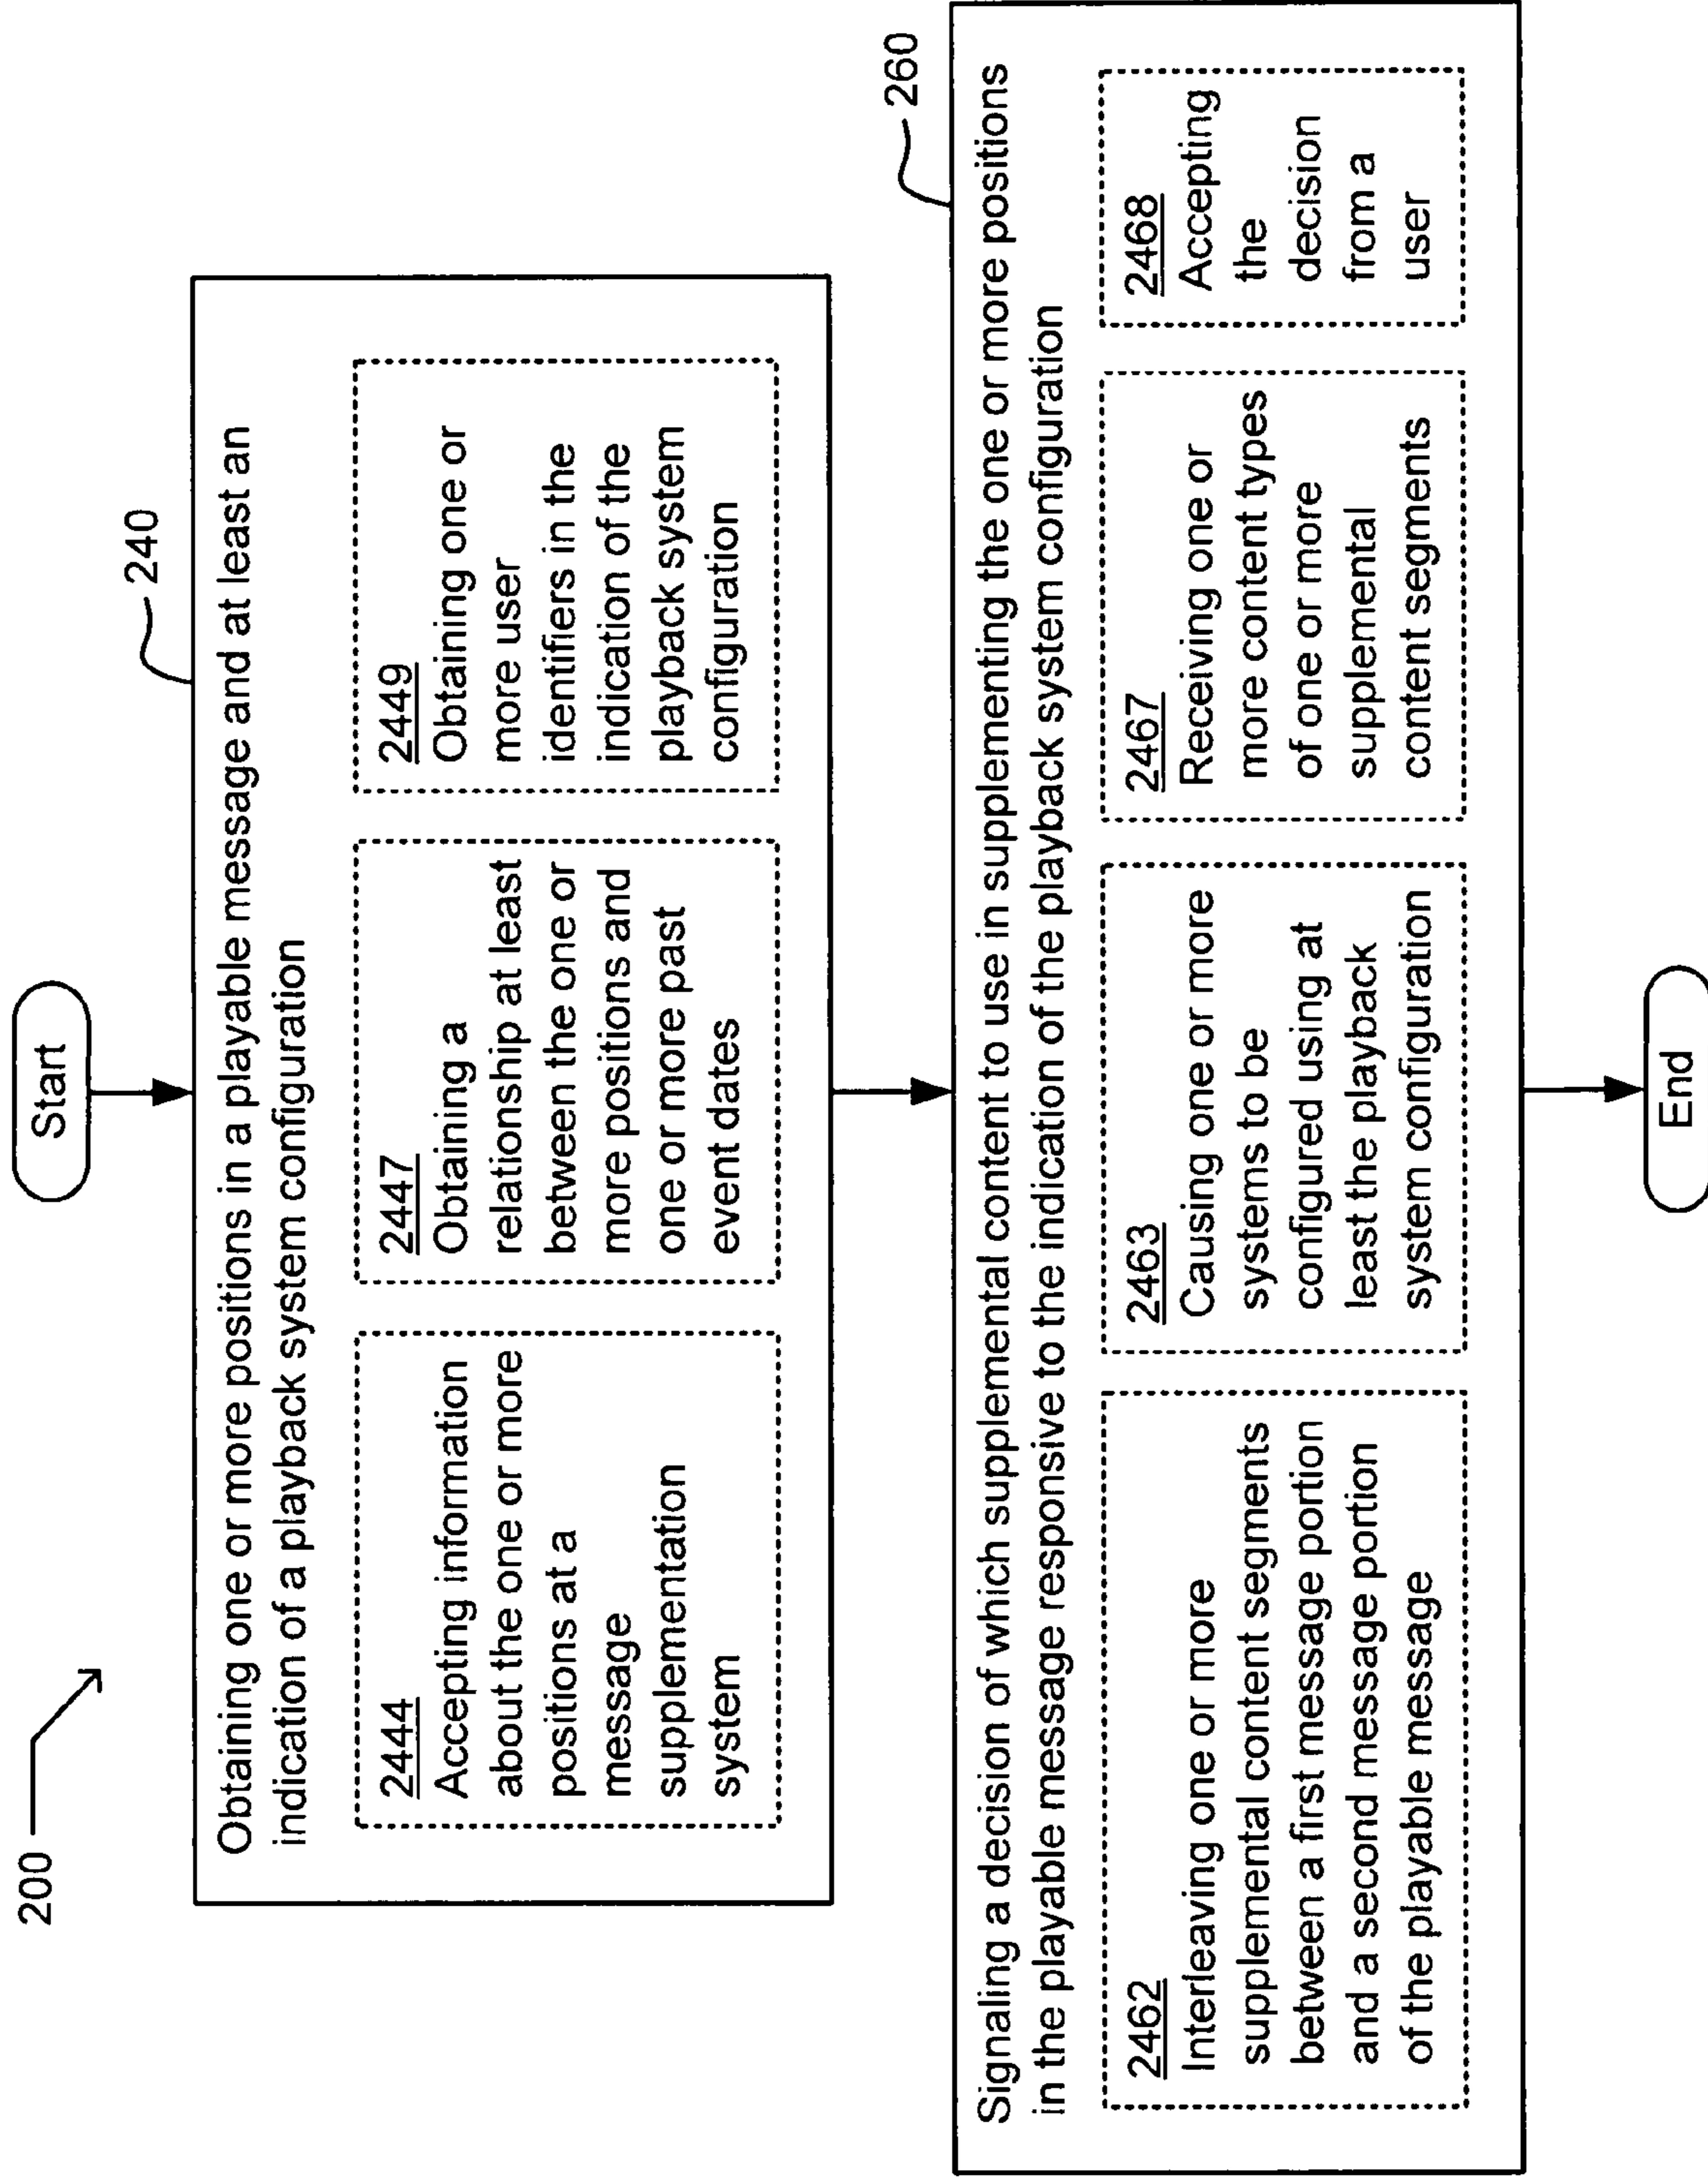 200
Start
240
Obtaining one or more positions in a playable message and at least an
indication of a playback system configuration
2444
Accepting information
about the one or more
positions at a
message
supplementation
system
2447
Obtaining a
relationship at least
between the one or
more positions and
one or more past
event dates
2449
Obtaining one or
more user
identifiers in the
indication of the
playback system
configuration
260
Signaling a decision of which supplemental content to use in supplementing the one or more positions
in the playable message responsive to the indication of the playback system configuration
2462
Interleaving one or more
supplemental content segments
between a first message portion
and a second message portion
of the playable message
2463
Causing one or more
systems to be
configured using at
least the playback
system configuration
2467
Receiving one or
more content types
of one or more
supplemental
content segments
2468
Accepting
the
decision
from a
user
End